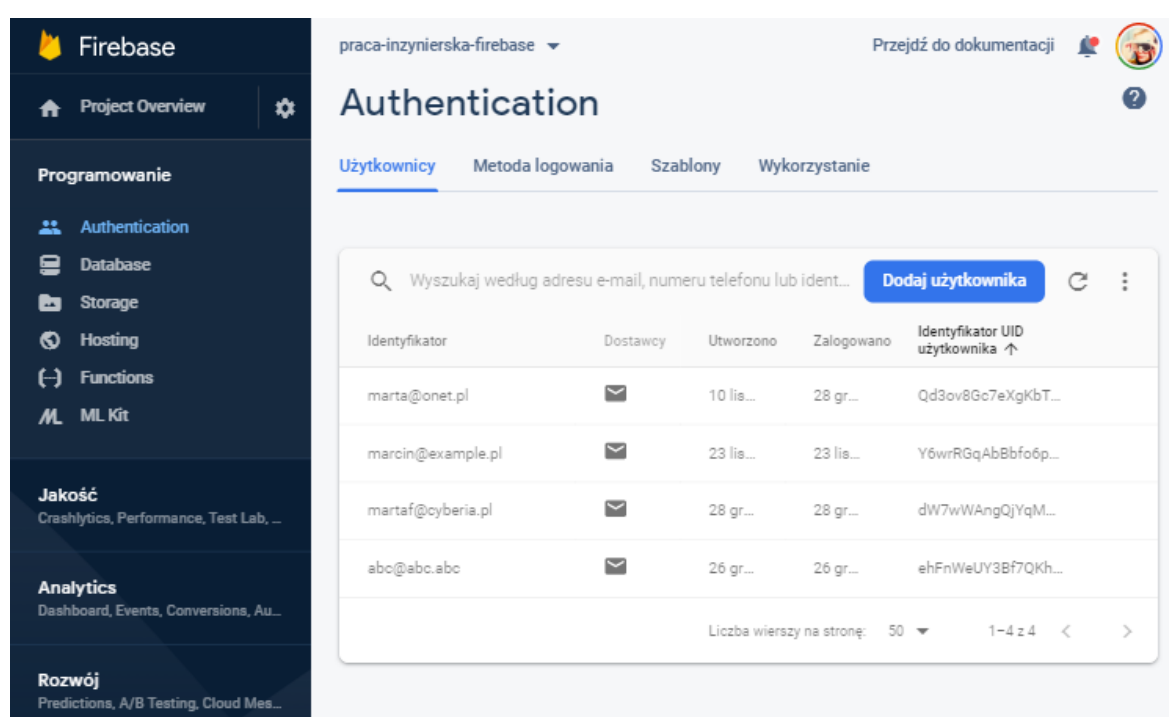 Firebase
Project Overview
Programowanie
Authentication
Database
Storage
Hosting
Functions
ML Kit
Jakość
Crashlytics, Performance, Test Lab, ...
Analytics
Dashboard, Events, Conversions, Au...
Rozwój
Predictions, A/B Testing, Cloud Mes...
praca-inzynierska-firebase Przejdź do dokumentacji
Authentication
Użytkownicy Metoda logowania Szablony Wykorzystanie
Wyszukaj według adresu e-mail, numeru telefonu lub ident... Dodaj użytkownika
Identyfikator Dostawcy Utworzono Zalogowano Identyfikator UID
użytkownika
marta@onet.pl 10 lis... 28 gr... Qd3ov8Gc7eXgKbT...
marcin@example.pl 23 lis... 23 lis... Y6wrRGqAbBbfo6p...
martaf@cyberia.pl 28 gr... 28 gr... dW7wWAngQjYqM...
abc@abc.abc 26 gr... 26 gr... ehFnWeUY3Bf7QKh...
Liczba wierszy na stronę: 50 1–4 z 4